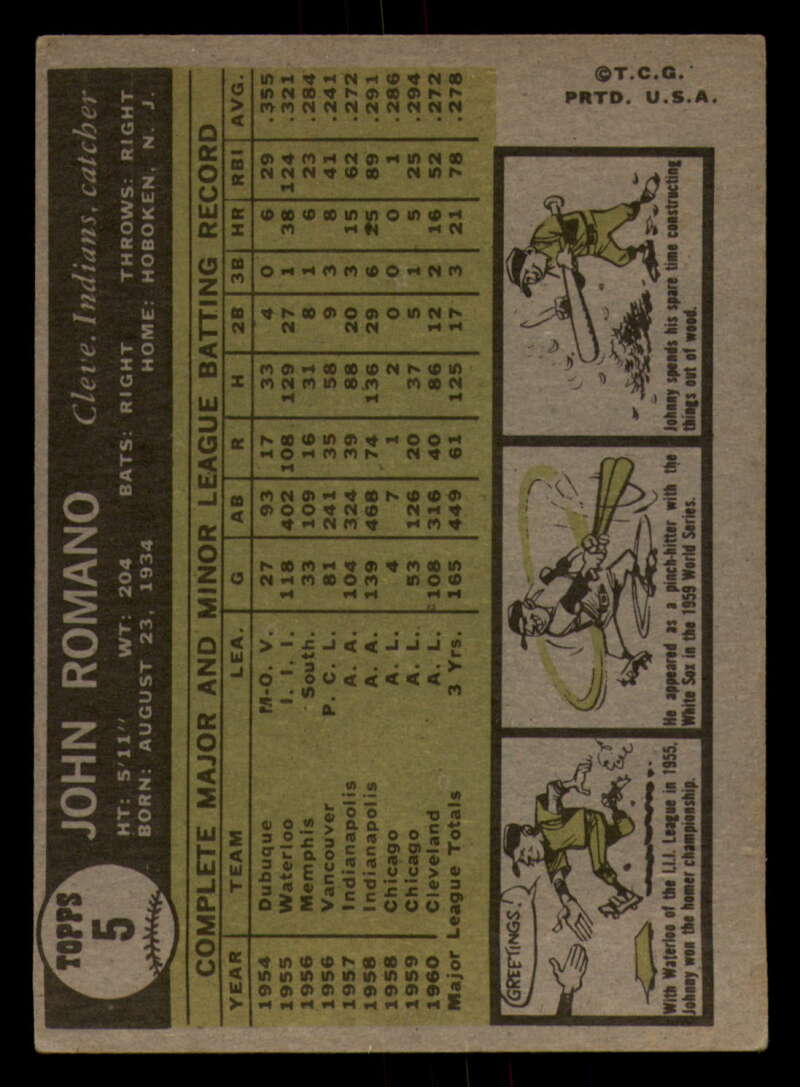 TOPPS
5
JOHN ROMANO Cleve. Indians, catcher
HT: 5'11" WT: 204 BATS: RIGHT THROWS: RIGHT
BORN: AUGUST 23, 1934 HOME: HOBOKEN, N. J.
COMPLETE MAJOR AND MINOR LEAGUE BATTING RECORD
YEAR TEAM LEA. G AB R H 2B 3B HR RBI AVG.
1954 Dubuque M-O. V. 27 93 17 33 4 0 6 29 .355
1955 Waterloo I. I. I. 118 402 108 129 27 1 38 124 .321
1956 Memphis South. 33 109 16 31 8 1 6 23 .284
1956 Vancouver P. C. L. 81 241 35 58 9 3 8 41 .241
1957 Indianapolis A. A. 104 324 39 88 20 3 15 62 .272
1958 Indianapolis A. A. 139 468 74 136 29 6 25 89 .291
1958 Chicago A. L. 4 7 1 2 0 0 0 1 .286
1959 Chicago A. L. 53 126 20 37 5 1 5 25 .294
1960 Cleveland A. L. 108 316 40 86 12 2 16 52 .272
Major League Totals 3 Yrs. 165 449 61 125 17 3 21 78 .278
GREETINGS!
With Waterloo of the I.I.I. League in 1955,
Johnny won the homer championship.
He appeared as a pinch-hitter with the
White Sox in the 1959 World Series.
Johnny spends his spare time constructing
things out of wood.
©T.C.G.
PRTD. U.S.A.